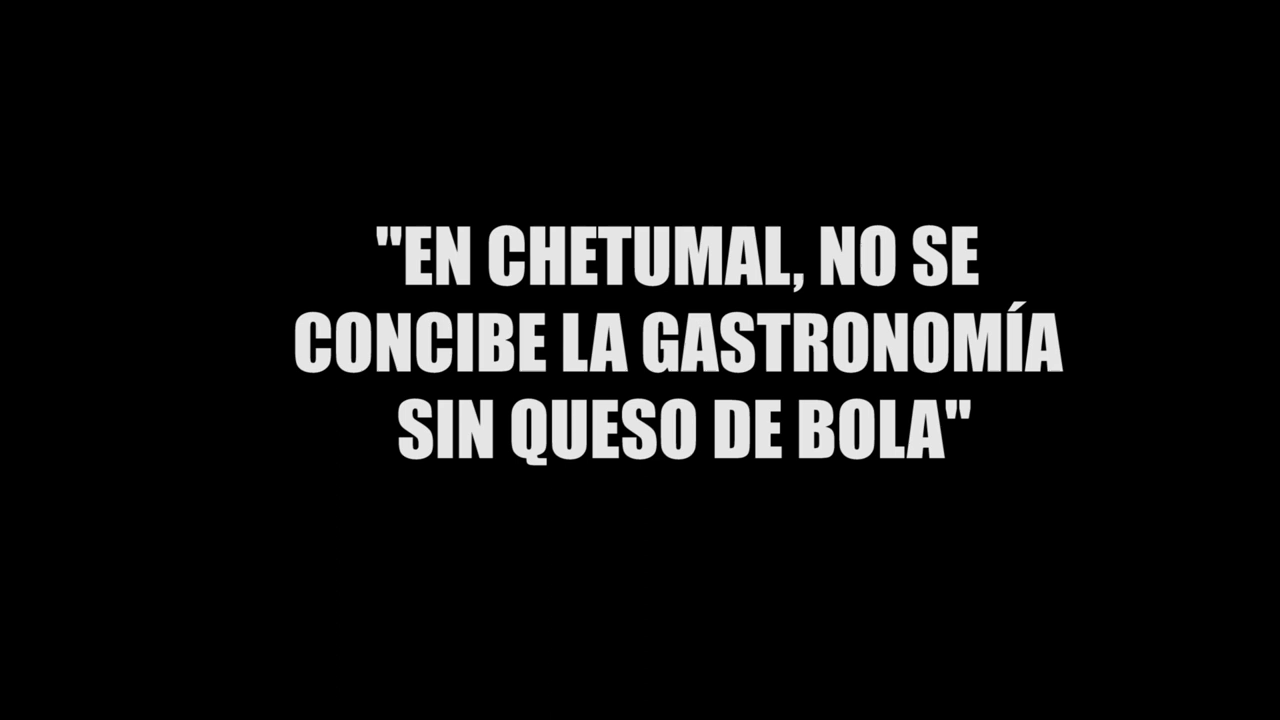 "EN CHETUMAL, NO SE
CONCIBE LA GASTRONOMÍA
SIN QUESO DE BOLA"